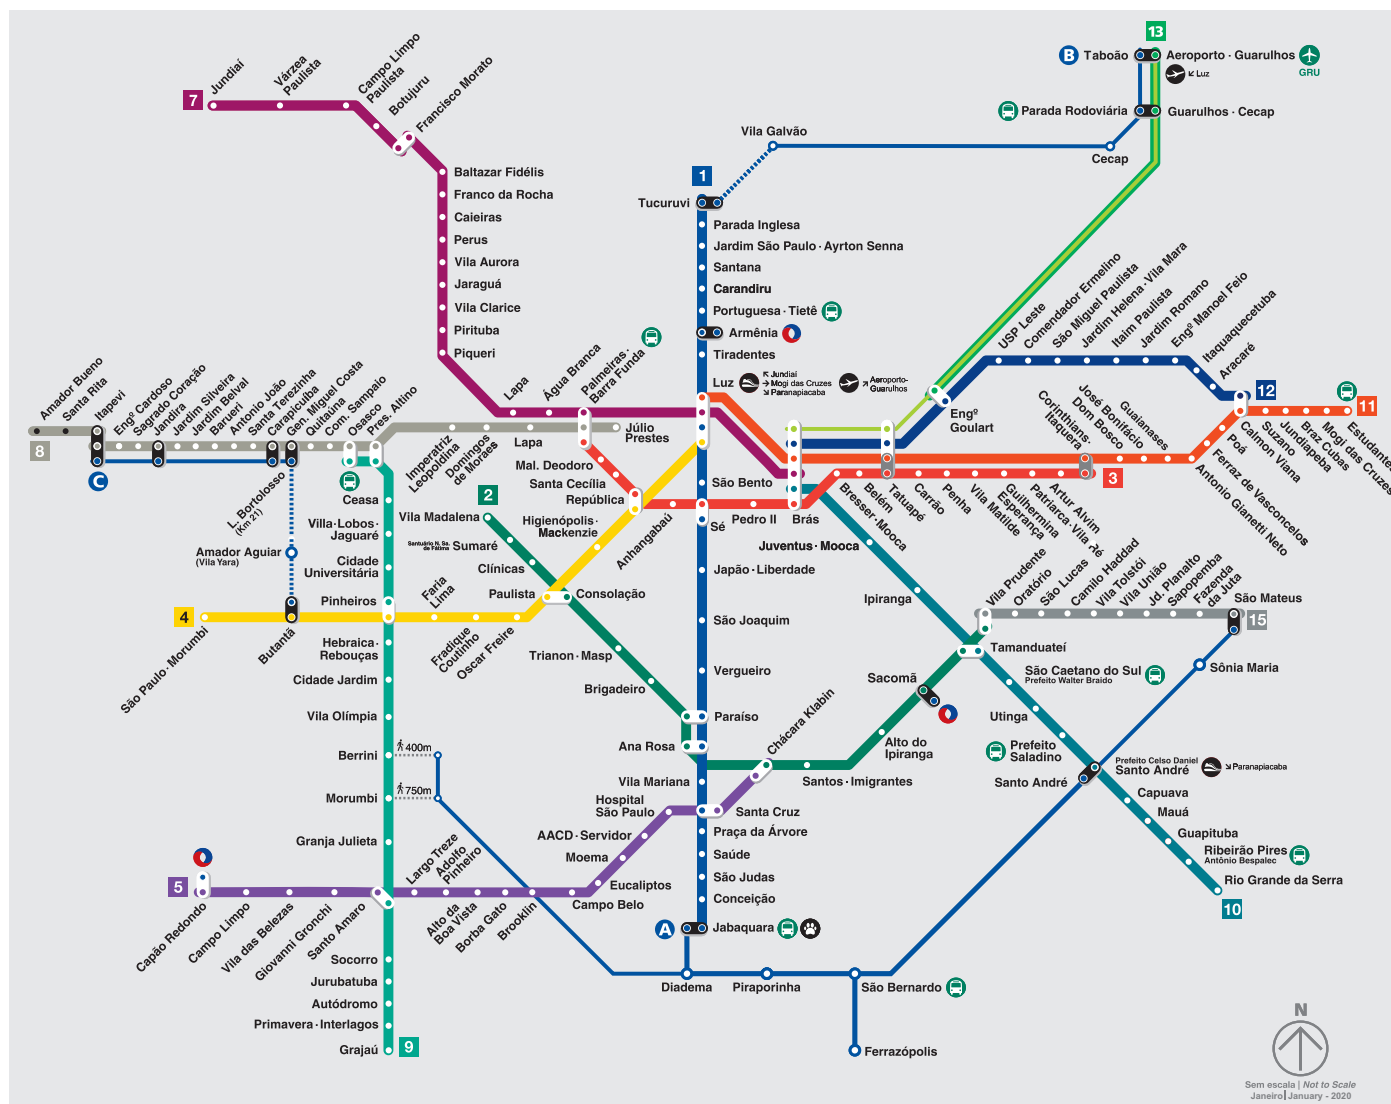 7
Jundiaí
Várzea
Paulista
Campo Limpo
Paulista
Botujuru
Francisco Morato
Baltazar Fidélis
Franco da Rocha
Caieiras
Perus
Vila Aurora
Jaraguá
Vila Clarice
Pirituba
Piqueri
Lapa
Água Branca
Palmeiras ·
Barra Funda
1
Tucuruvi
Parada Inglesa
Jardim São Paulo · Ayrton Senna
Santana
Carandiru
Portuguesa · Tietê
Armênia
Tiradentes
Luz
Jundiaí
Mogi das Cruzes
Paranapiacaba
Aeroporto-
Guarulhos
São Bento
Sé
Japão · Liberdade
São Joaquim
Vergueiro
Paraíso
Ana Rosa
Vila Mariana
Santa Cruz
Praça da Árvore
Saúde
São Judas
Conceição
A
Jabaquara
13
B
Taboão
Aeroporto · Guarulhos
GRU
Luz
Parada Rodoviária
Guarulhos · Cecap
Vila Galvão
Cecap
Engº
Goulart
USP Leste
Comendador Ermelino
São Miguel Paulista
Jardim Helena · Vila Mara
Itaim Paulista
Jardim Romano
Engº Manoel Feio
Itaquaquecetuba
Aracaré
12
11
Calmon Viana
Suzano
Jundiapeba
Braz Cubas
Mogi das Cruzes
Estudantes
Poá
Ferraz de Vasconcelos
Antonio Gianetti Neto
Guaianases
José Bonifácio
Dom Bosco
Corinthians-
Itaquera
3
Mal. Deodoro
Santa Cecília
República
Anhangabaú
Pedro II
Brás
Bresser · Mooca
Belém
Tatuapé
Carrão
Penha
Vila Matilde
Guilhermina
Esperança
Patriarca · Vila Ré
Artur Alvim
8
Amador Bueno
Santa Rita
Itapevi
Engº Cardoso
Sagrado Coração
Jandira
Jardim Silveira
Jardim Belval
Barueri
Antonio João
Santa Terezinha
Carapicuíba
Gen. Miguel Costa
Quitaúna
Com. Sampaio
Osasco
Pres. Altino
Imperatriz
Leopoldina
Domingos
de Moraes
Lapa
Júlio
Prestes
C
L. Bortolosso
(Km 21)
Amador Aguiar
(Vila Yara)
Ceasa
Villa-Lobos-
Jaguaré
Cidade
Universitária
Pinheiros
Hebraica ·
Rebouças
Cidade Jardim
Vila Olímpia
Berrini
400m
Morumbi
750m
Granja Julieta
Santo Amaro
Socorro
Jurubatuba
Autódromo
Primavera · Interlagos
Grajaú
9
4
São Paulo · Morumbi
Butantã
Faria
Lima
Fradique
Coutinho
Oscar Freire
Paulista
Higienópolis ·
Mackenzie
2
Vila Madalena
Santuário N. Sa.
de Fátima
Sumaré
Clínicas
Consolação
Trianon · Masp
Brigadeiro
Chácara Klabin
Santos · Imigrantes
Alto do
Ipiranga
Sacomã
Tamanduateí
Vila Prudente
Oratório
São Lucas
Camilo Haddad
Vila Tolstói
Vila União
Jd. Planalto
Sapopemba
Fazenda
da Juta
São Mateus
15
Sônia Maria
Juventus · Mooca
Ipiranga
São Caetano do Sul
Prefeito Walter Braido
Utinga
Prefeito
Saladino
Prefeito Celso Daniel
Santo André
Paranapiacaba
Santo André
Capuava
Mauá
Guapituba
Ribeirão Pires
Antônio Bespalec
Rio Grande da Serra
10
5
Capão Redondo
Campo Limpo
Vila das Belezas
Giovanni Gronchi
Largo Treze
Adolfo
Pinheiro
Alto da
Boa Vista
Borba Gato
Brooklin
Campo Belo
Eucaliptos
Moema
AACD · Servidor
Hospital
São Paulo
Diadema
Piraporinha
São Bernardo
Ferrazópolis
N
Sem escala | Not to Scale
Janeiro | January - 2020